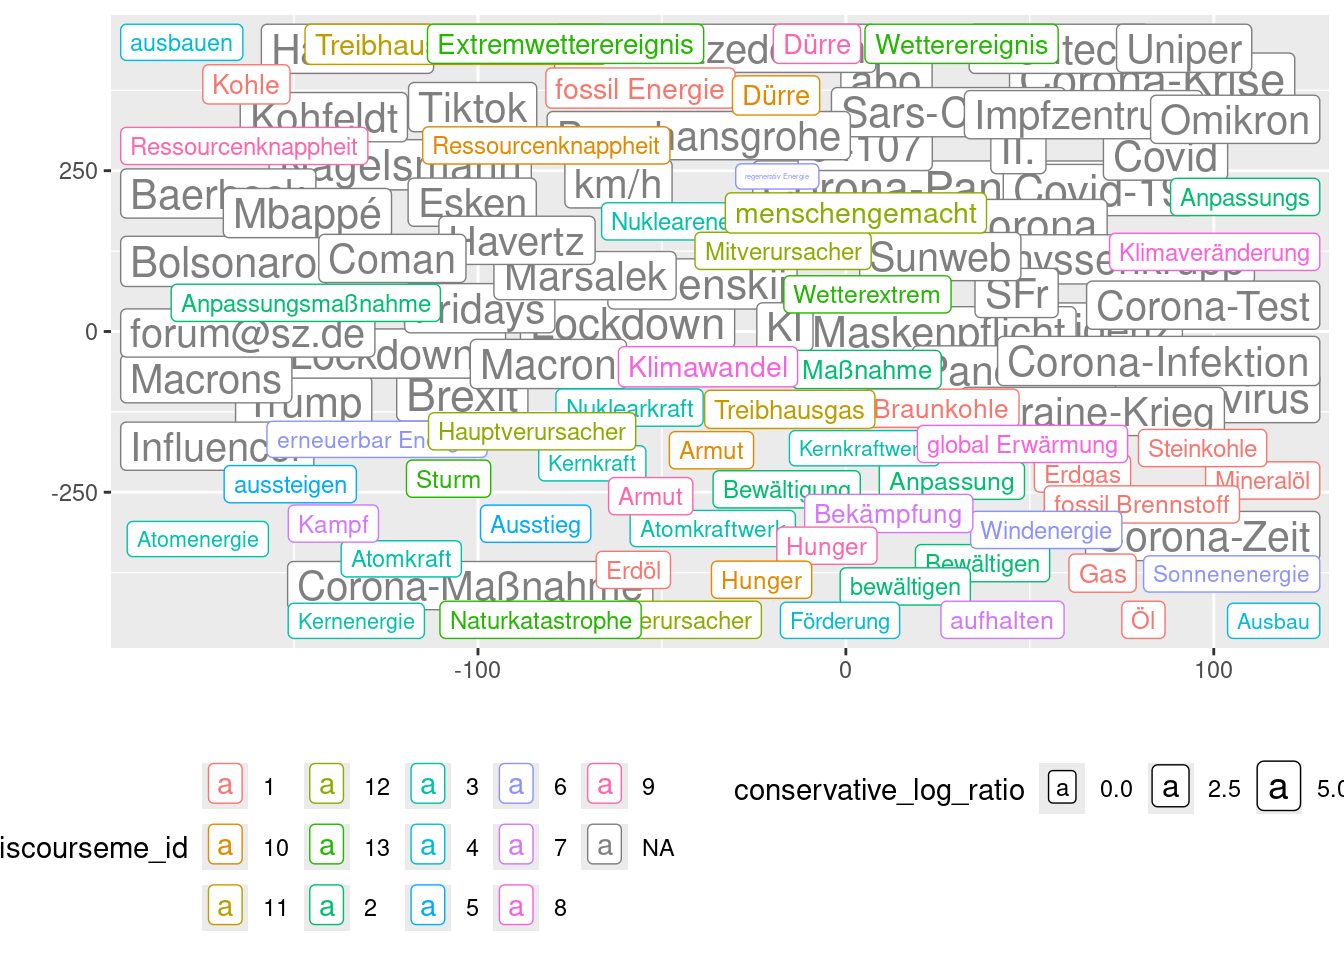 ausbauen
Extremwetterereignis
Dürre
Wetterereignis
Uniper
Kohle
fossil Energie
Dürre
Corona-Krise
Kohfeldt
Tiktok
hansgrohe
Sars-C
Impfzentru
Omikron
Ressourcenknappheit
Ressourcenknappheit
Nagelsmann
-107
II.
Covid
250
Baerbock
Mbappé
Esken
km/h
regenerativ Energie
Covid-19
Anpassungs
menschengemacht
Nuklearene
Corona
Bolsonaro
Coman
Havertz
Mitverursacher
Sunweb
Klimaveränderung
Marsalek
Anpassungsmaßnahme
Fridays
Wetterextrem
SFr
Corona-Test
0
forum@sz.de
Lockdown
KI
Maskenpflicht
Lockdown
Macron
Klimawandel
Maßnahme
Corona-Infektion
Macrons
Trump
Brexit
Nuklearkraft
Treibhausgas
Braunkohle
raine-Krieg
virus
Influencer
erneuerbar En
Hauptverursacher
Armut
Kernkraftwer
global Erwärmung
Steinkohle
Kernkraft
Erdgas
Mineralöl
aussteigen
Sturm
Armut
Bewältigung
Anpassung
fossil Brennstoff
-250
Kampf
Ausstieg
Atomkraftwerk
Bekämpfung
Windenergie
Corona-Zeit
Atomenergie
Atomkraft
Hunger
Bewältigen
Corona-Maßnahme
Erdöl
Hunger
bewältigen
Gas
Sonnenenergie
Kernenergie
Naturkatastrophe
erursacher
Förderung
aufhalten
Öl
Ausbau
-100 0 100
a 1 a 12 a 3 a 6 a 9
conservative_log_ratio a 0.0 a 2.5 a 5.0
iscourseme_id a 10 a 13 a 4 a 7 a NA
a 11 a 2 a 5 a 8